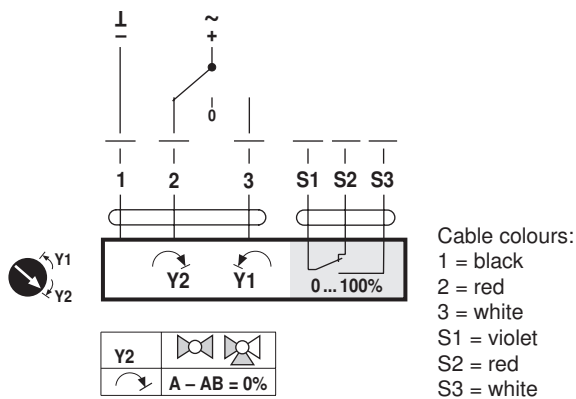 ⊥ ~
– +
0
1 2 3 S1 S2 S3
Y1
Y2
Y2 Y1
0 ... 100%
Cable colours:
1 = black
2 = red
3 = white
S1 = violet
S2 = red
S3 = white
Y2
A – AB = 0%